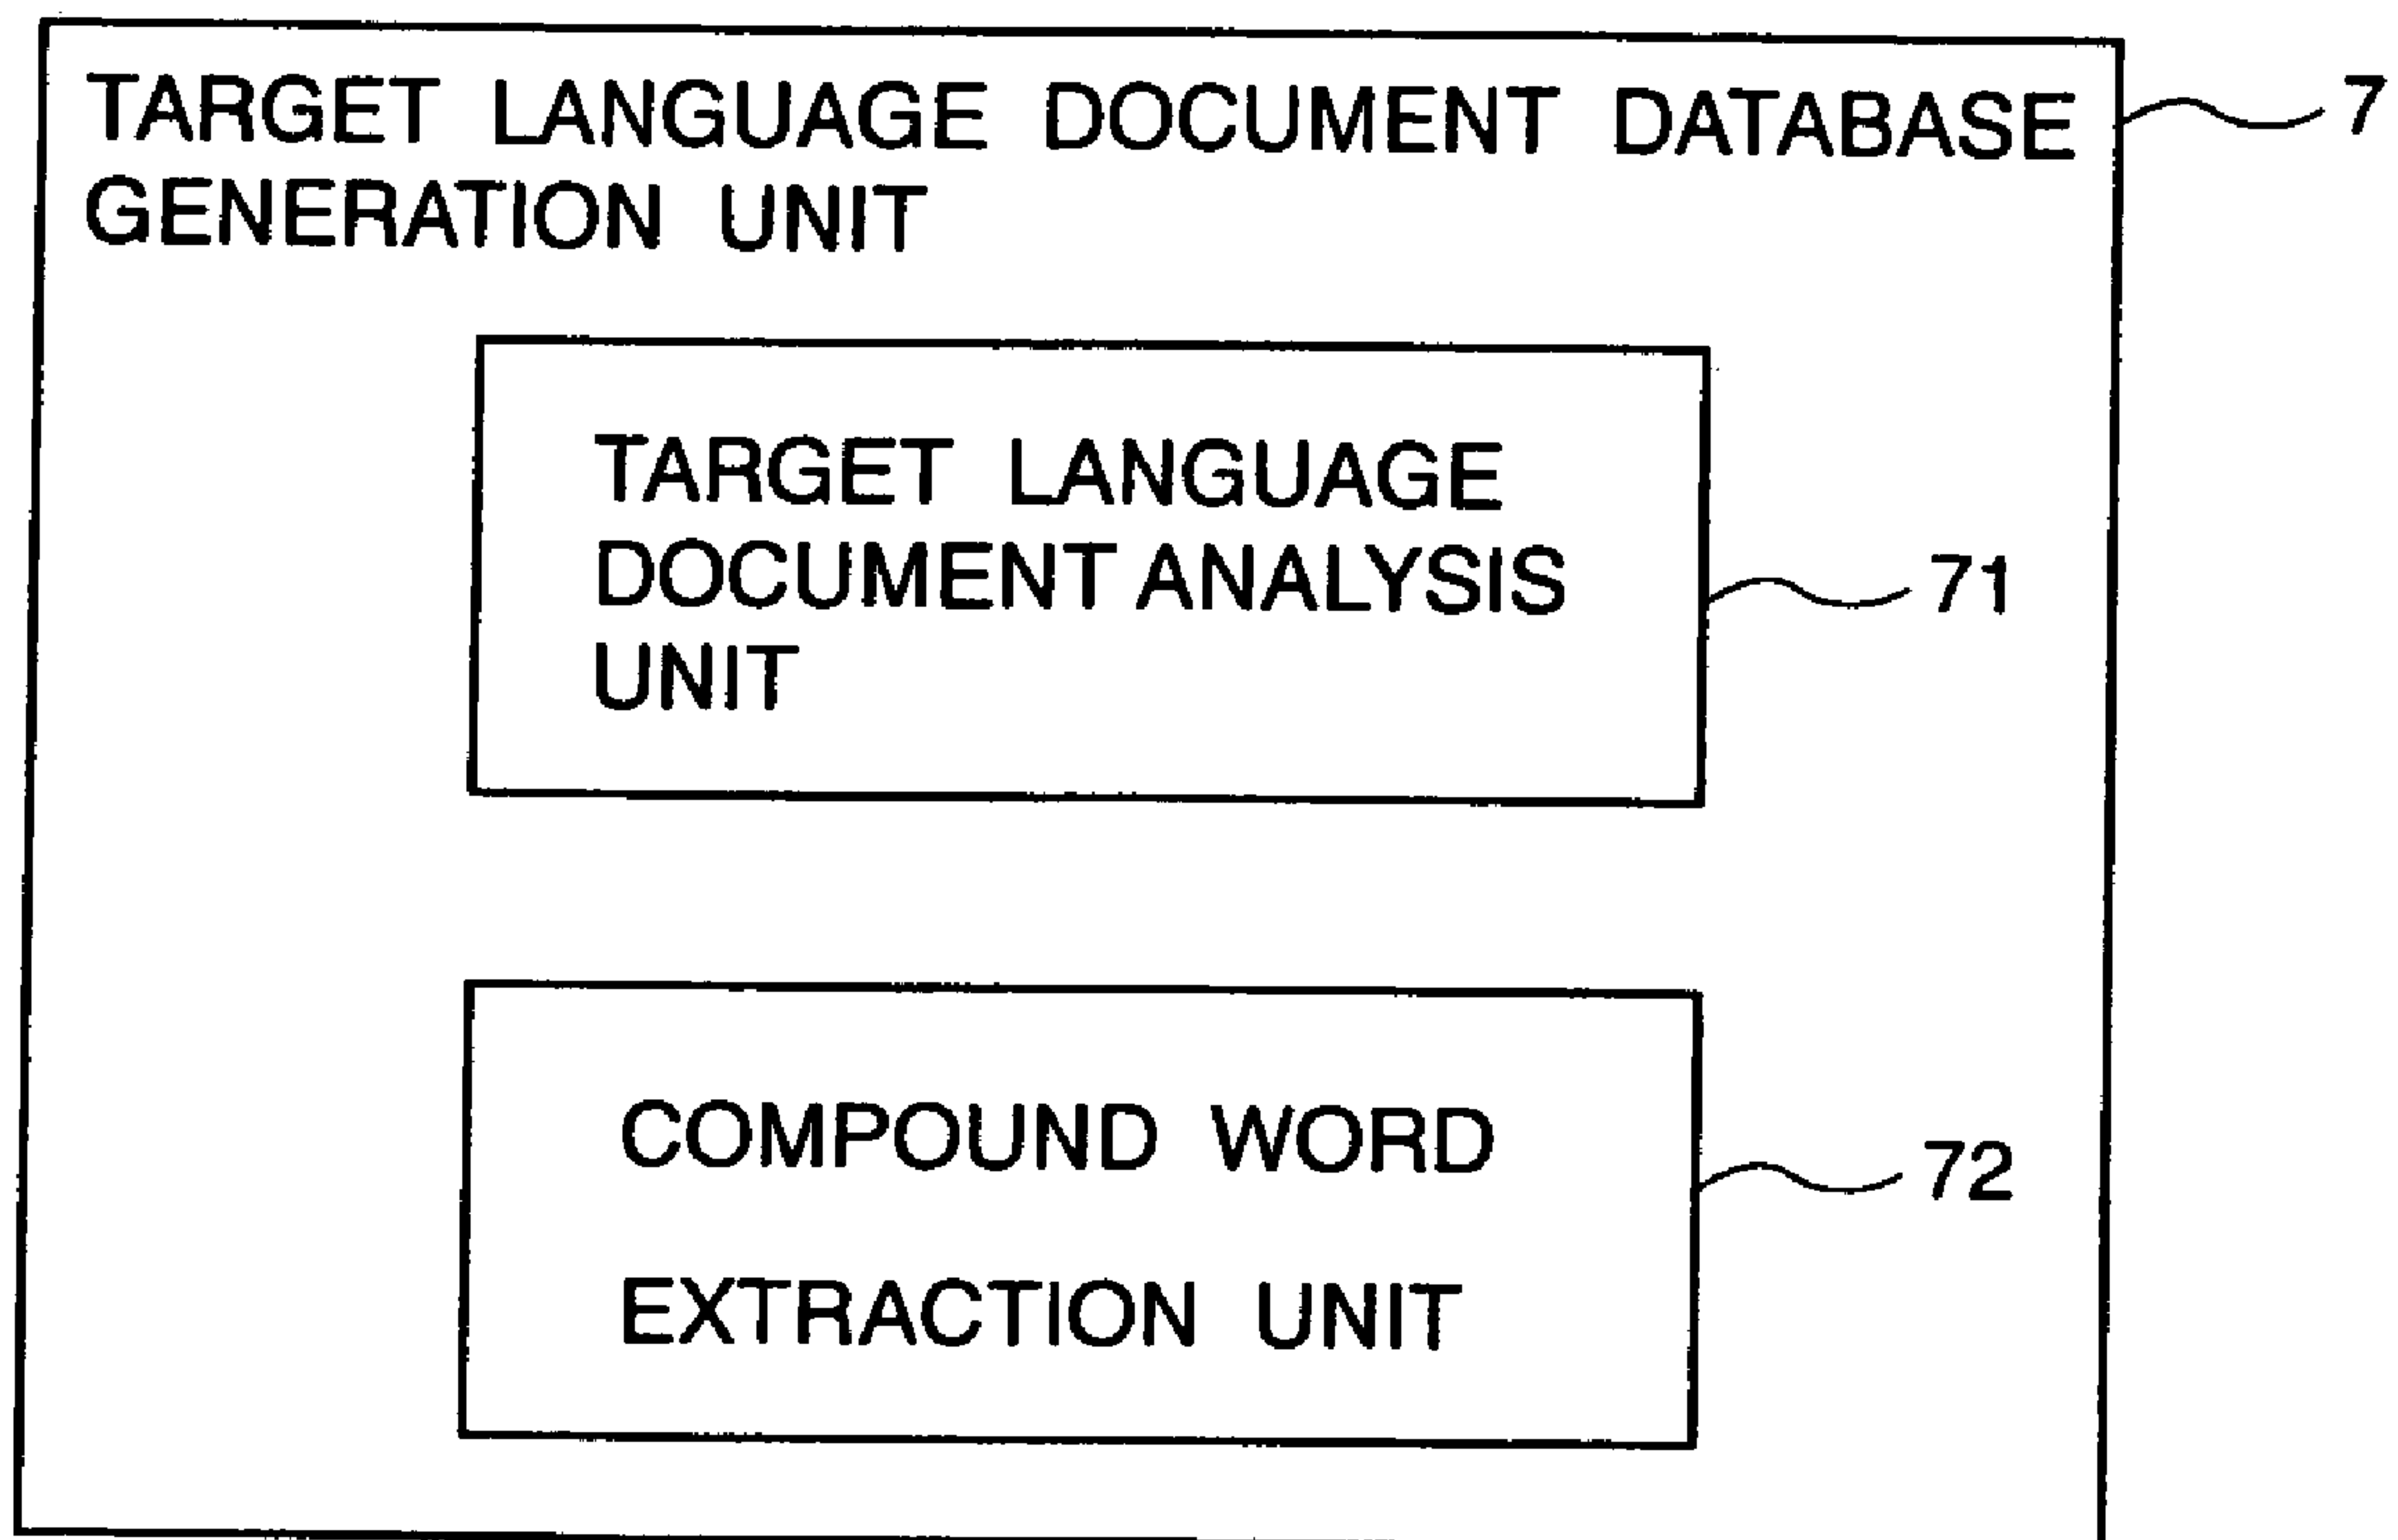 TARGET LANGUAGE DOCUMENT DATABASE
GENERATION UNIT
7
TARGET LANGUAGE
DOCUMENT ANALYSIS
UNIT
71
COMPOUND WORD
EXTRACTION UNIT
72